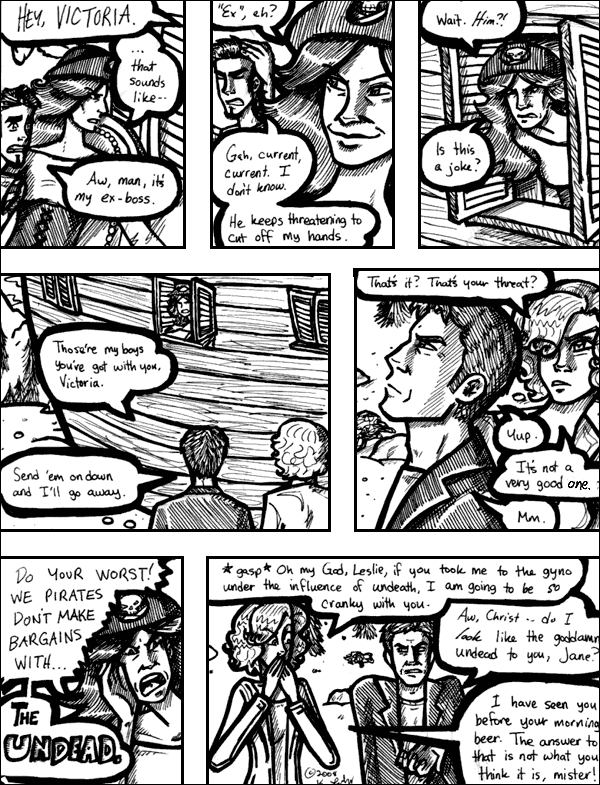 HEY, VICTORIA.
...
that
sounds
like--
Aw, man, it's
my ex-boss.
"Ex", eh?
Geh, current,
current. I
don't know.
He keeps threatening to
cut off my hands.
Wait. Him?!
Is this
a joke?
Those're my boys
you've got with you,
Victoria.
Send 'em on down
and I'll go away.
That's it? That's your threat?
Yup.
It's not a
very good one.
Mm.
DO YOUR WORST!
WE PIRATES
DON'T MAKE
BARGAINS
WITH...
THE
UNDEAD.
*gasp* Oh my God, Leslie, if you took me to the gyno
under the influence of undeath, I am going to be so
cranky with you.
Aw, Christ -- do I
look like the goddamn
undead to you, Jane?
I have seen you
before your morning
beer. The answer to
that is not what you
think it is, mister!
©2008